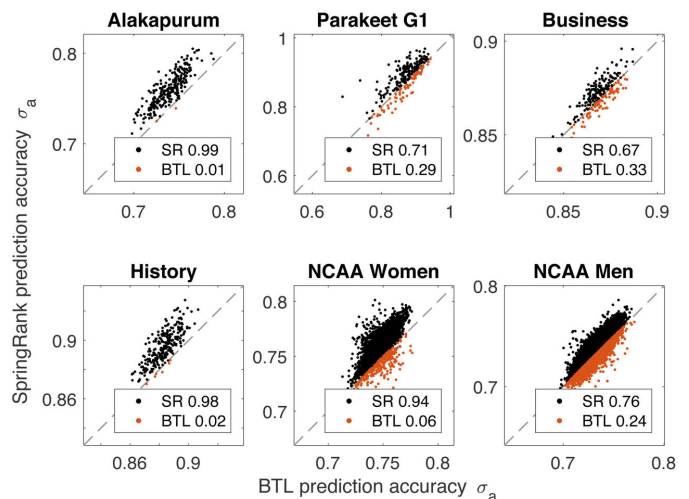 Alakapurum
Parakeet G1
Business
SpringRank prediction accuracy σa
0.8
0.7
SR 0.99
BTL 0.01
0.7 0.8
1
0.8
0.6
SR 0.71
BTL 0.29
0.6 0.8 1
0.9
0.85
SR 0.67
BTL 0.33
0.85 0.9
History
NCAA Women
NCAA Men
0.9
0.86
SR 0.98
BTL 0.02
0.86 0.9
0.8
0.75
0.7
SR 0.94
BTL 0.06
0.7 0.75 0.8
0.8
0.7
SR 0.76
BTL 0.24
0.7 0.8
BTL prediction accuracy σa